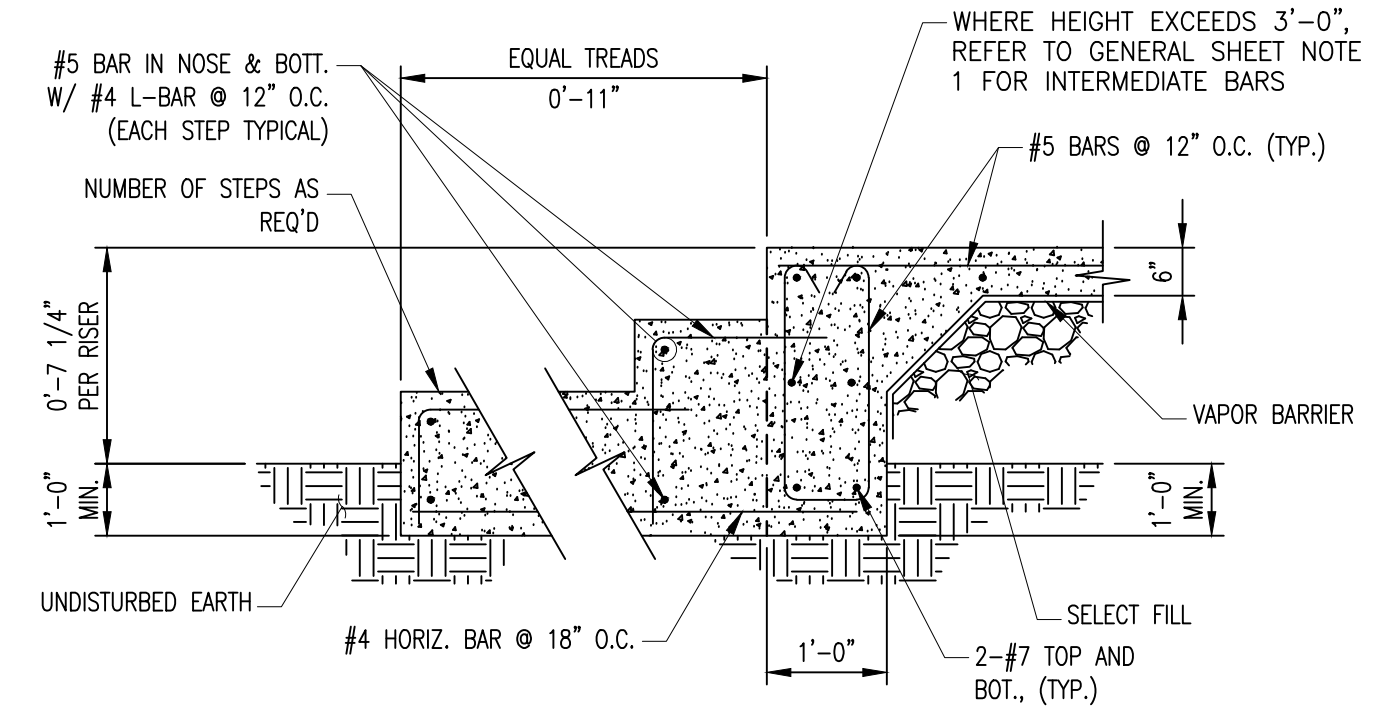 WHERE HEIGHT EXCEEDS 3'-0",
REFER TO GENERAL SHEET NOTE
1 FOR INTERMEDIATE BARS
#5 BAR IN NOSE & BOTT.
W/ #4 L-BAR @ 12" O.C.
(EACH STEP TYPICAL)
EQUAL TREADS
0'-11"
#5 BARS @ 12" O.C. (TYP.)
NUMBER OF STEPS AS
REQ'D
6"
0'-7 1/4"
PER RISER
VAPOR BARRIER
1'-0"
MIN.
1'-0"
MIN.
UNDISTURBED EARTH
SELECT FILL
#4 HORIZ. BAR @ 18" O.C.
1'-0"
2-#7 TOP AND
BOT., (TYP.)